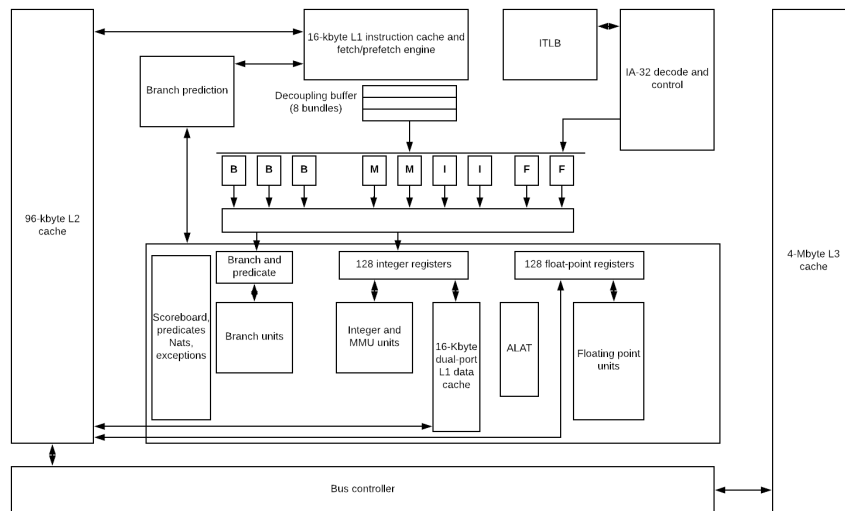 16-kbyte L1 instruction cache and
fetch/prefetch engine
ITLB
IA-32 decode and
control
Branch prediction
Decoupling buffer
(8 bundles)
B B B M M I I F F
96-kbyte L2
cache
4-Mbyte L3
cache
Branch and
predicate
128 integer registers
128 float-point registers
Scoreboard,
predicates
Nats,
exceptions
Branch units
Integer and
MMU units
16-Kbyte
dual-port
L1 data
cache
ALAT
Floating point
units
Bus controller